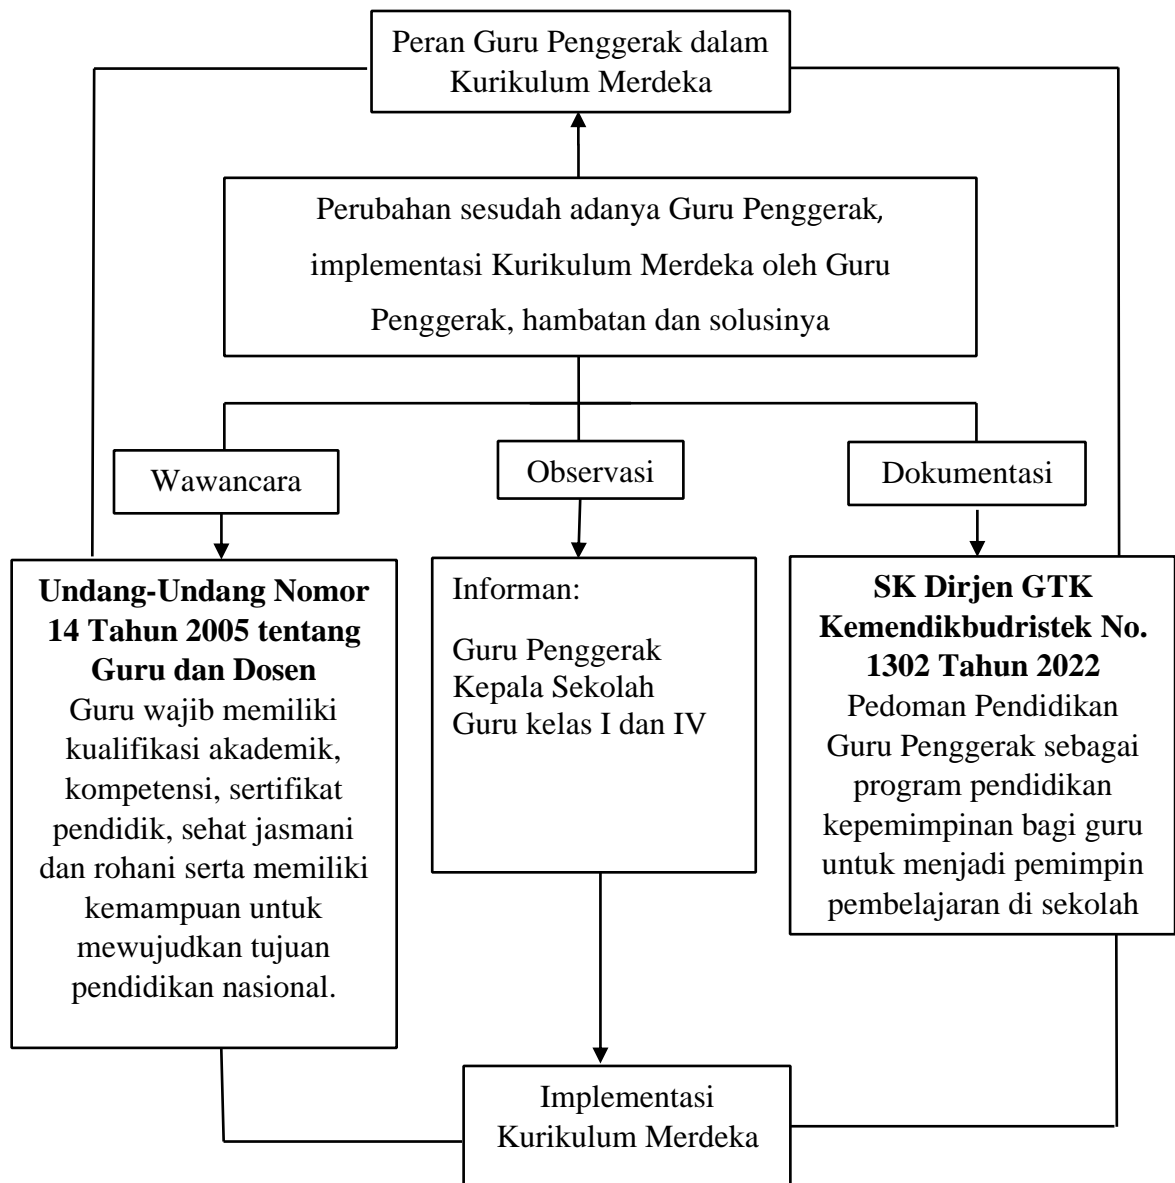 Peran Guru Penggerak dalam
Kurikulum Merdeka
Perubahan sesudah adanya Guru Penggerak,
implementasi Kurikulum Merdeka oleh Guru
Penggerak, hambatan dan solusinya
Wawancara
Observasi
Dokumentasi
Undang-Undang Nomor
14 Tahun 2005 tentang
Guru dan Dosen
Guru wajib memiliki
kualifikasi akademik,
kompetensi, sertifikat
pendidik, sehat jasmani
dan rohani serta memiliki
kemampuan untuk
mewujudkan tujuan
pendidikan nasional.
Informan:
Guru Penggerak
Kepala Sekolah
Guru kelas I dan IV
SK Dirjen GTK
Kemendikbudristek No.
1302 Tahun 2022
Pedoman Pendidikan
Guru Penggerak sebagai
program pendidikan
kepemimpinan bagi guru
untuk menjadi pemimpin
pembelajaran di sekolah
Implementasi
Kurikulum Merdeka